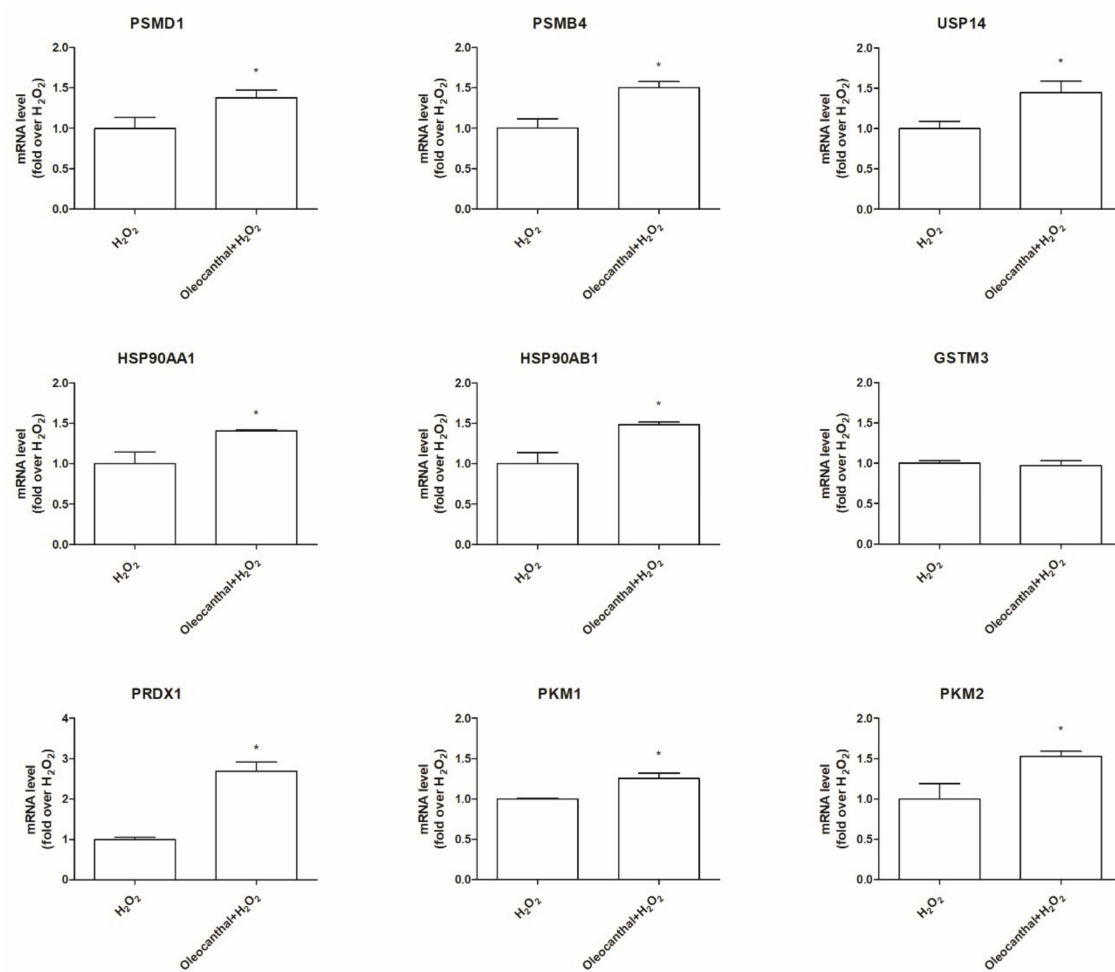 PSMD1
mRNA level
(fold over H₂O₂)
2.0
*
1.5
1.0
0.5
0.0
H₂O₂
Oleocanthal+H₂O₂
PSMB4
mRNA level
(fold over H₂O₂)
2.0
*
1.5
1.0
0.5
0.0
H₂O₂
Oleocanthal+H₂O₂
USP14
mRNA level
(fold over H₂O₂)
2.0
*
1.5
1.0
0.5
0.0
H₂O₂
Oleocanthal+H₂O₂
HSP90AA1
mRNA level
(fold over H₂O₂)
2.0
*
1.5
1.0
0.5
0.0
H₂O₂
Oleocanthal+H₂O₂
HSP90AB1
mRNA level
(fold over H₂O₂)
2.0
*
1.5
1.0
0.5
0.0
H₂O₂
Oleocanthal+H₂O₂
GSTM3
mRNA level
(fold over H₂O₂)
2.0
1.5
1.0
0.5
0.0
H₂O₂
Oleocanthal+H₂O₂
PRDX1
mRNA level
(fold over H₂O₂)
4
*
3
2
1
0
H₂O₂
Oleocanthal+H₂O₂
PKM1
mRNA level
(fold over H₂O₂)
2.0
*
1.5
1.0
0.5
0.0
H₂O₂
Oleocanthal+H₂O₂
PKM2
mRNA level
(fold over H₂O₂)
2.0
*
1.5
1.0
0.5
0.0
H₂O₂
Oleocanthal+H₂O₂